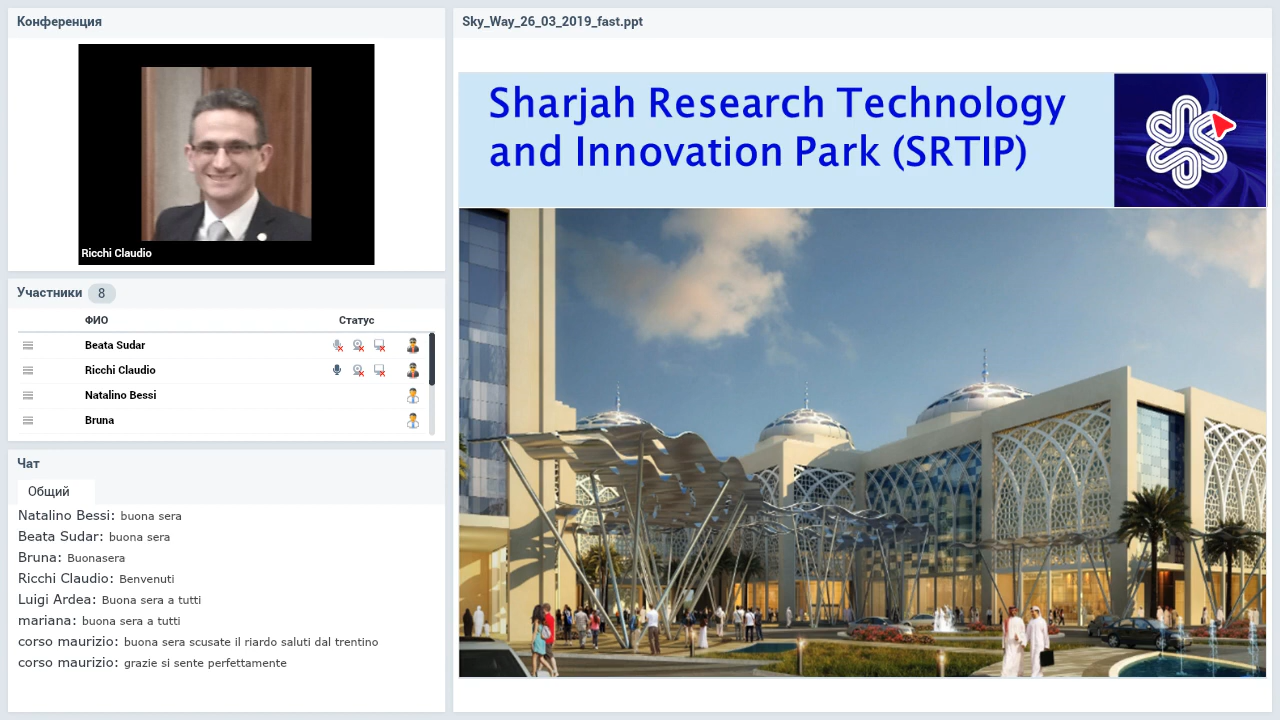 Конференция
Ricchi Claudio
Участники 8
ФИО Статус
Beata Sudar
Ricchi Claudio
Natalino Bessi
Bruna
Чат
Общий
Natalino Bessi: buona sera
Beata Sudar: buona sera
Bruna: Buonasera
Ricchi Claudio: Benvenuti
Luigi Ardea: Buona sera a tutti
mariana: buona sera a tutti
corso maurizio: buona sera scusate il riardo saluti dal trentino
corso maurizio: grazie si sente perfettamente
Sky_Way_26_03_2019_fast.ppt
Sharjah Research Technology
and Innovation Park (SRTIP)